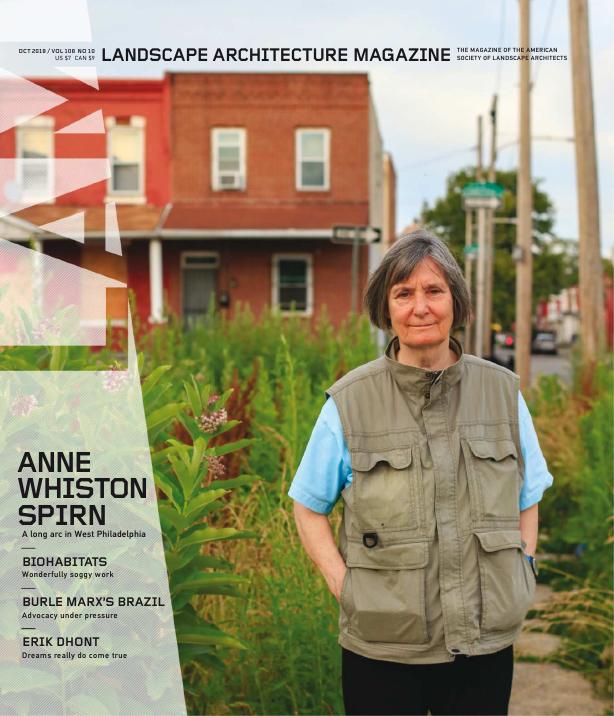 OCT 2018 / VOL 108 NO 10
US $7 CAN $9
LANDSCAPE ARCHITECTURE MAGAZINE
THE MAGAZINE OF THE AMERICAN
SOCIETY OF LANDSCAPE ARCHITECTS
LAM
ANNE
WHISTON
SPIRN
A long arc in West Philadelphia
BIOHABITATS
Wonderfully soggy work
BURLE MARX'S BRAZIL
Advocacy under pressure
ERIK DHONT
Dreams really do come true